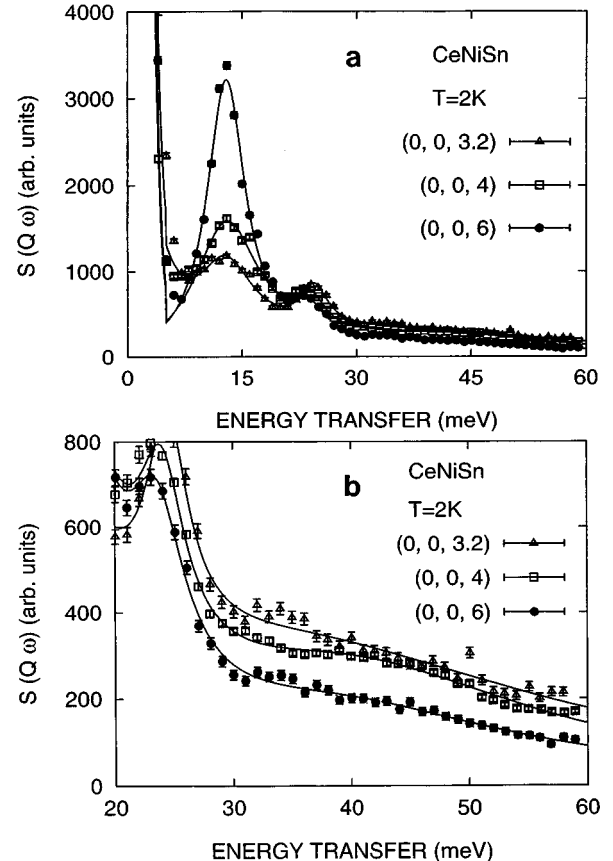 4000
a
CeNiSn
T=2K
3000
(0, 0, 3.2)
(0, 0, 4)
2000
(0, 0, 6)
S (Q ω) (arb. units)
1000
0
0 15 30 45 60
ENERGY TRANSFER (meV)
800
b
CeNiSn
T=2K
600
(0, 0, 3.2)
(0, 0, 4)
(0, 0, 6)
S (Q ω) (arb. units)
400
200
0
20 30 40 50 60
ENERGY TRANSFER (meV)